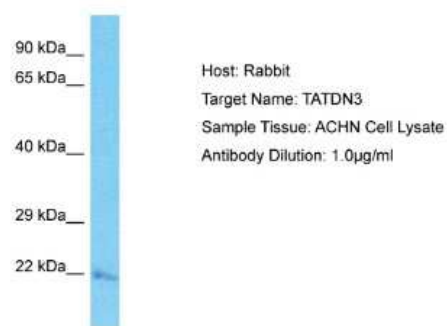 90 kDa
65 kDa
40 kDa
29 kDa
22 kDa
Host: Rabbit
Target Name: TATDN3
Sample Tissue: ACHN Cell Lysate
Antibody Dilution: 1.0µg/ml